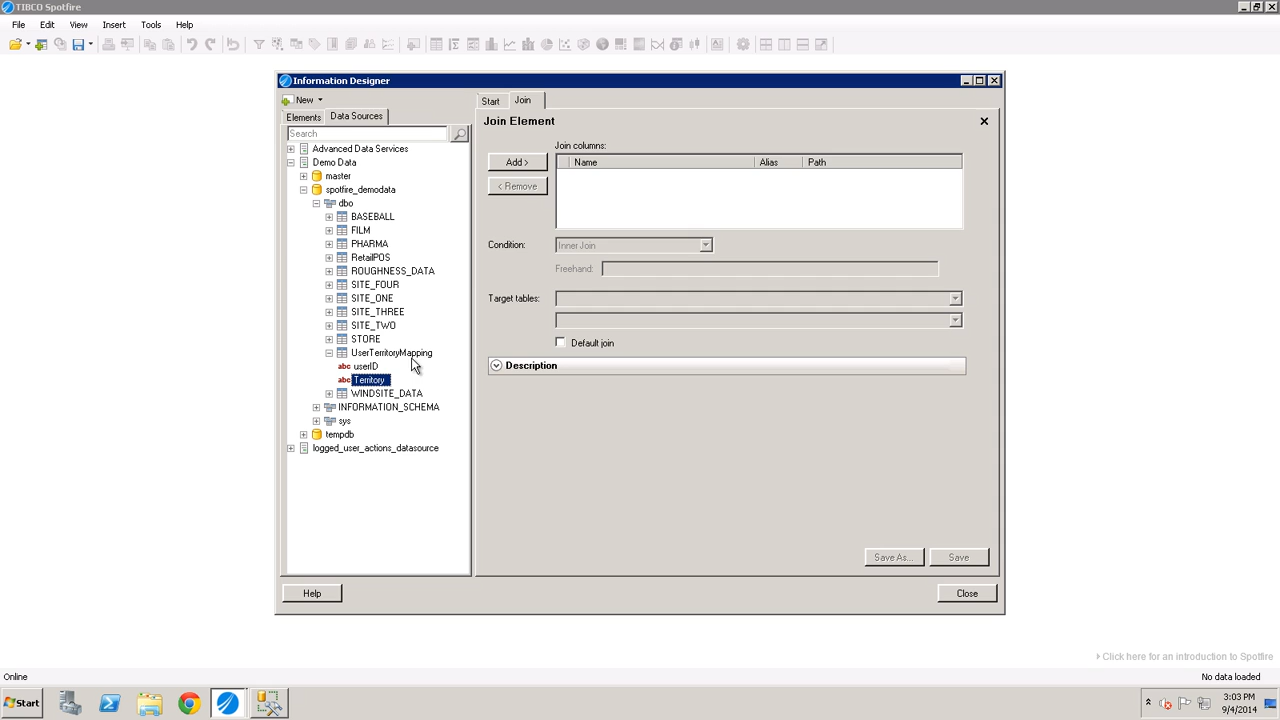 TIBCO Spotfire
File Edit View Insert Tools Help
Information Designer
New
Elements Data Sources
Search
Advanced Data Services
Demo Data
master
spotfire_demodata
dbo
BASEBALL
FILM
PHARMA
RetailPOS
ROUGHNESS_DATA
SITE_FOUR
SITE_ONE
SITE_THREE
SITE_TWO
STORE
UserTerritoryMapping
abc userID
abc Territory
WINDSITE_DATA
INFORMATION_SCHEMA
sys
tempdb
logged_user_actions_datasource
Start Join
Join Element
Join columns:
Add >
< Remove
Name Alias Path
Condition: Inner Join
Freehand:
Target tables:
Default join
Description
Save As... Save
Help Close
Click here for an introduction to Spotfire
Online No data loaded
Start
3:03 PM
9/4/2014